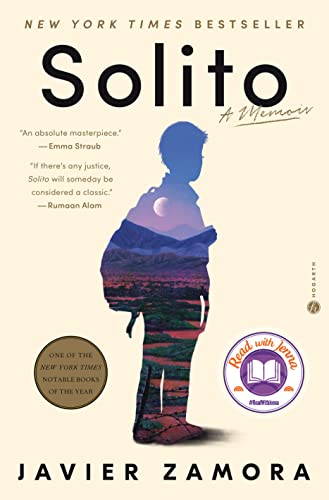 NEW YORK TIMES BESTSELLER
Solito
A Memoir
"An absolute masterpiece."
—Emma Straub
"If there's any justice,
Solito will someday be
considered a classic."
—Rumaan Alam
HOGARTH
Read with Jenna
#ReadWithJenna
ONE OF THE
NEW YORK TIMES
NOTABLE BOOKS
OF THE YEAR
JAVIER ZAMORA